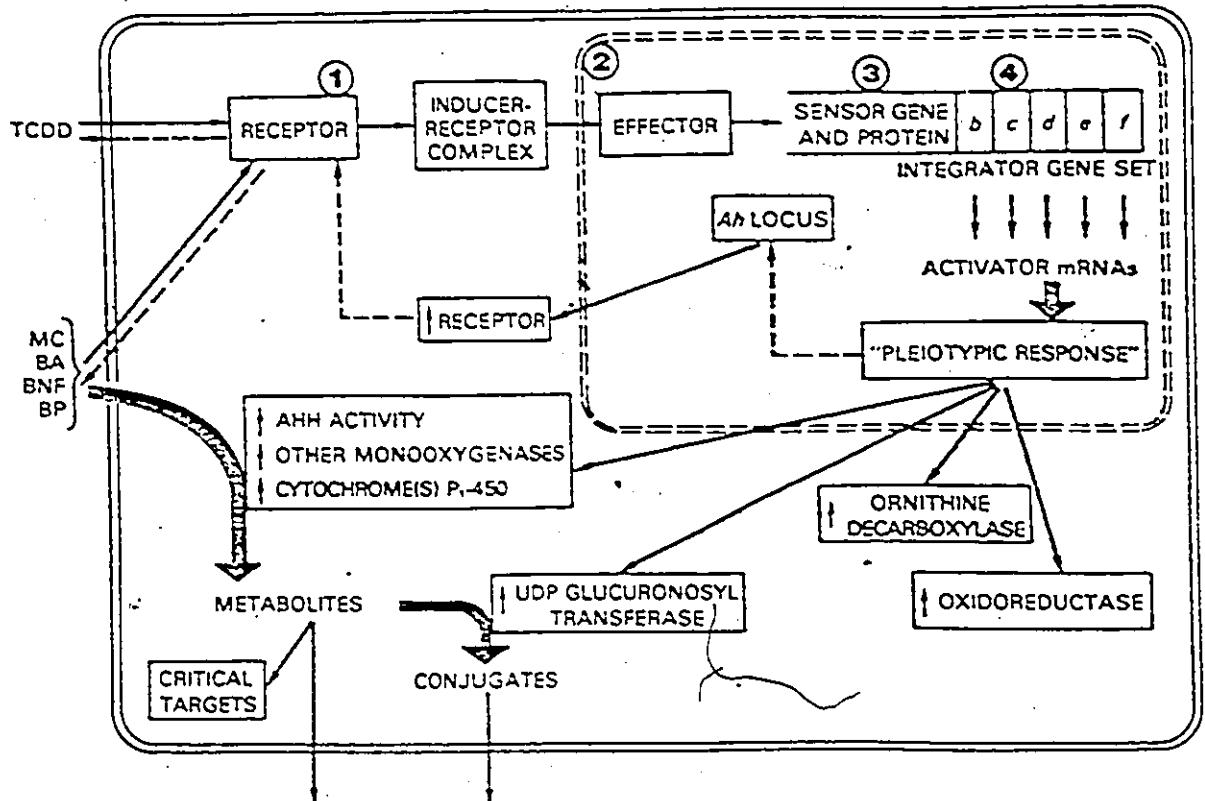 1
2
3
4
TCDD
RECEPTOR
INDUCER-
RECEPTOR
COMPLEX
EFFECTOR
SENSOR GENE
AND PROTEIN
b c d e f
INTEGRATOR GENE SET
Ah LOCUS
ACTIVATOR mRNAs
↑ RECEPTOR
"PLEIOTYPIC RESPONSE"
MC
BA
BNF
BP
↑ AHH ACTIVITY
↑ OTHER MONOOXYGENASES
↑ CYTOCHROME(S) P₁-450
↑ ORNITHINE
DECARBOXYLASE
↑ UDP GLUCURONOSYL
TRANSFERASE
↑ OXIDOREDUCTASE
METABOLITES
CRITICAL
TARGETS
CONJUGATES